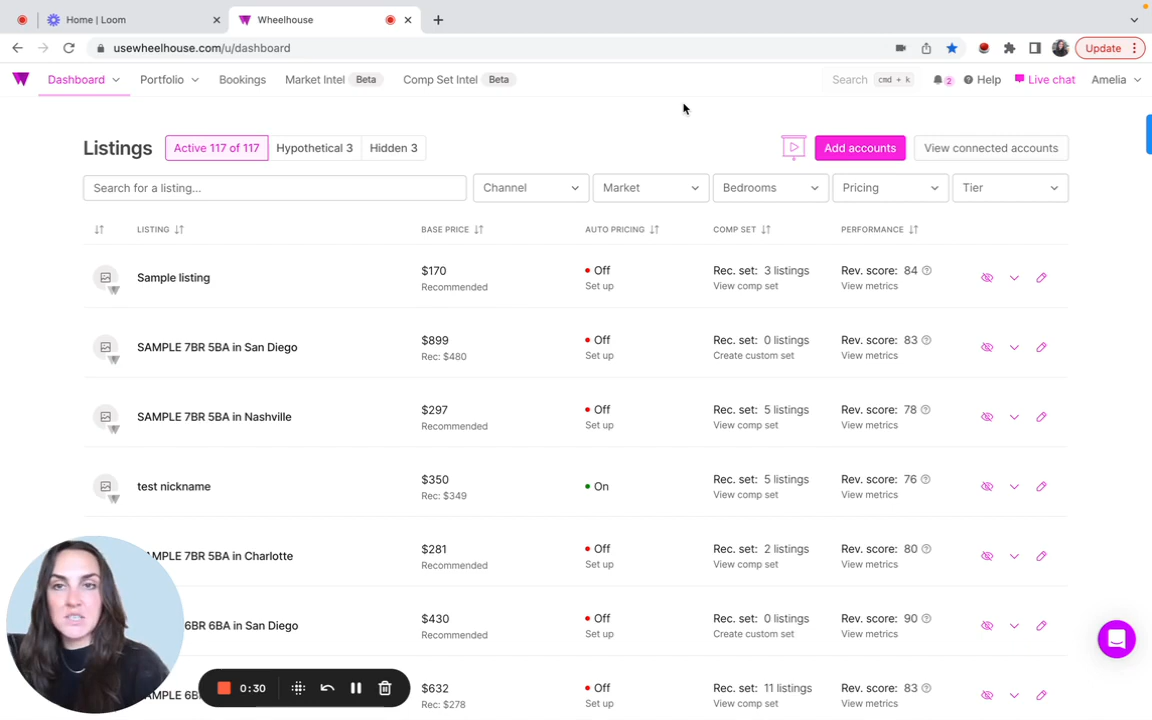 Home | Loom
Wheelhouse
usewheelhouse.com/u/dashboard
Update
Dashboard Portfolio Bookings Market Intel Beta Comp Set Intel Beta Search cmd + k 2 Help Live chat Amelia
Listings Active 117 of 117 Hypothetical 3 Hidden 3 Add accounts View connected accounts
Search for a listing... Channel Market Bedrooms Pricing Tier
LISTING BASE PRICE AUTO PRICING COMP SET PERFORMANCE
Sample listing
$170
Recommended
Off
Set up
Rec. set: 3 listings
View comp set
Rev. score: 84
View metrics
SAMPLE 7BR 5BA in San Diego
$899
Rec: $480
Off
Set up
Rec. set: 0 listings
Create custom set
Rev. score: 83
View metrics
SAMPLE 7BR 5BA in Nashville
$297
Recommended
Off
Set up
Rec. set: 5 listings
View comp set
Rev. score: 78
View metrics
test nickname
$350
Rec: $349
On
Rec. set: 5 listings
View comp set
Rev. score: 76
View metrics
7BR 5BA in Charlotte
$281
Recommended
Off
Set up
Rec. set: 2 listings
View comp set
Rev. score: 80
View metrics
6BR 6BA in San Diego
$430
Recommended
Off
Set up
Rec. set: 0 listings
Create custom set
Rev. score: 90
View metrics
$632
Rec: $278
Off
Set up
Rec. set: 11 listings
View comp set
Rev. score: 83
View metrics
0:30